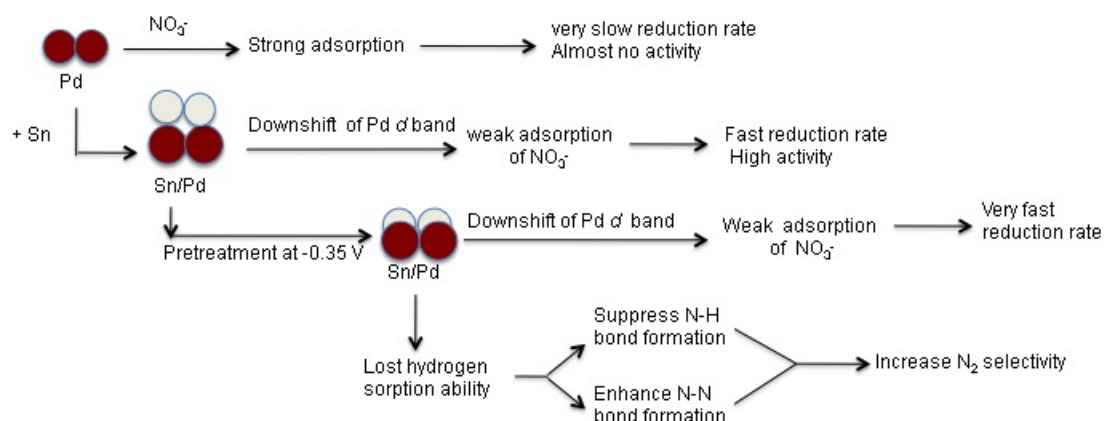 NO₃⁻
Strong adsorption
very slow reduction rate
Almost no activity
Pd
+ Sn
Downshift of Pd d band
weak adsorption
of NO₃⁻
Fast reduction rate
High activity
Sn/Pd
Pretreatment at -0.35 V
Sn/Pd
Downshift of Pd d band
Weak adsorption
of NO₃⁻
Very fast
reduction rate
Lost hydrogen
sorption ability
Suppress N-H
bond formation
Enhance N-N
bond formation
Increase N₂ selectivity